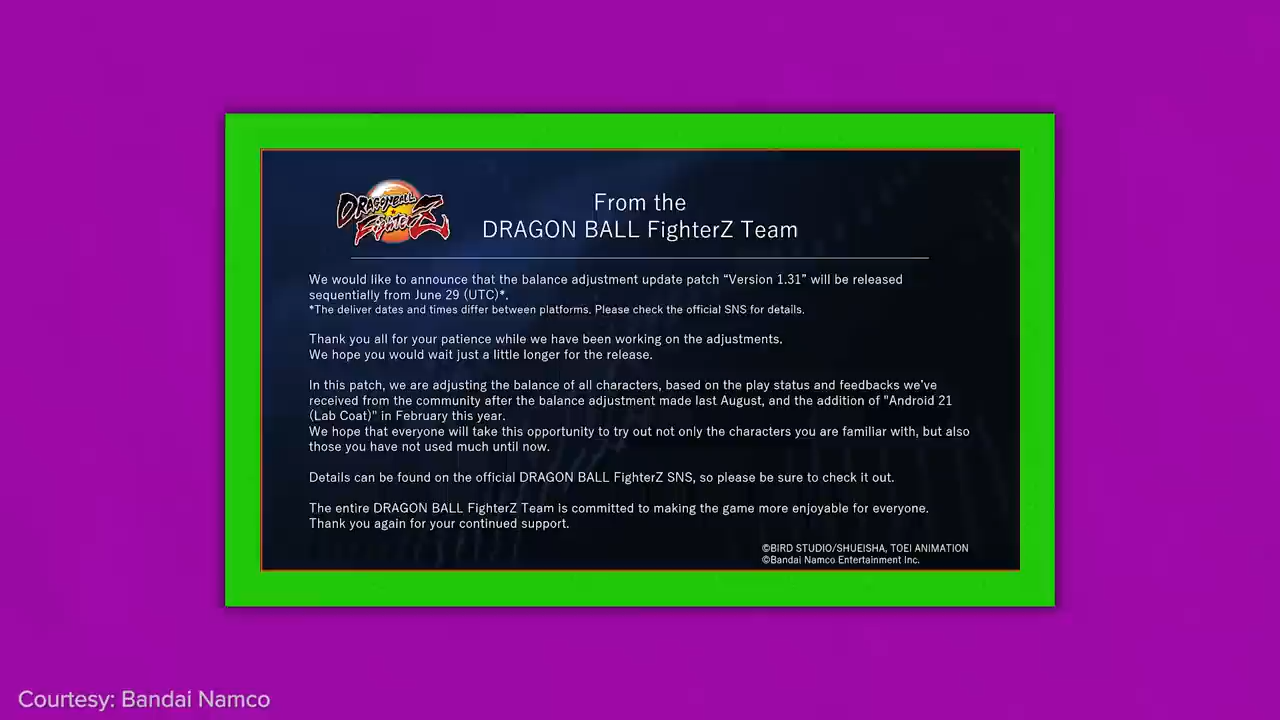 DRAGONBALL
FighterZ
From the
DRAGON BALL FighterZ Team
We would like to announce that the balance adjustment update patch “Version 1.31” will be released
sequentially from June 29 (UTC)*.
*The deliver dates and times differ between platforms. Please check the official SNS for details.
Thank you all for your patience while we have been working on the adjustments.
We hope you would wait just a little longer for the release.
In this patch, we are adjusting the balance of all characters, based on the play status and feedbacks we’ve
received from the community after the balance adjustment made last August, and the addition of "Android 21
(Lab Coat)" in February this year.
We hope that everyone will take this opportunity to try out not only the characters you are familiar with, but also
those you have not used much until now.
Details can be found on the official DRAGON BALL FighterZ SNS, so please be sure to check it out.
The entire DRAGON BALL FighterZ Team is committed to making the game more enjoyable for everyone.
Thank you again for your continued support.
©BIRD STUDIO/SHUEISHA, TOEI ANIMATION
©Bandai Namco Entertainment Inc.
Courtesy: Bandai Namco